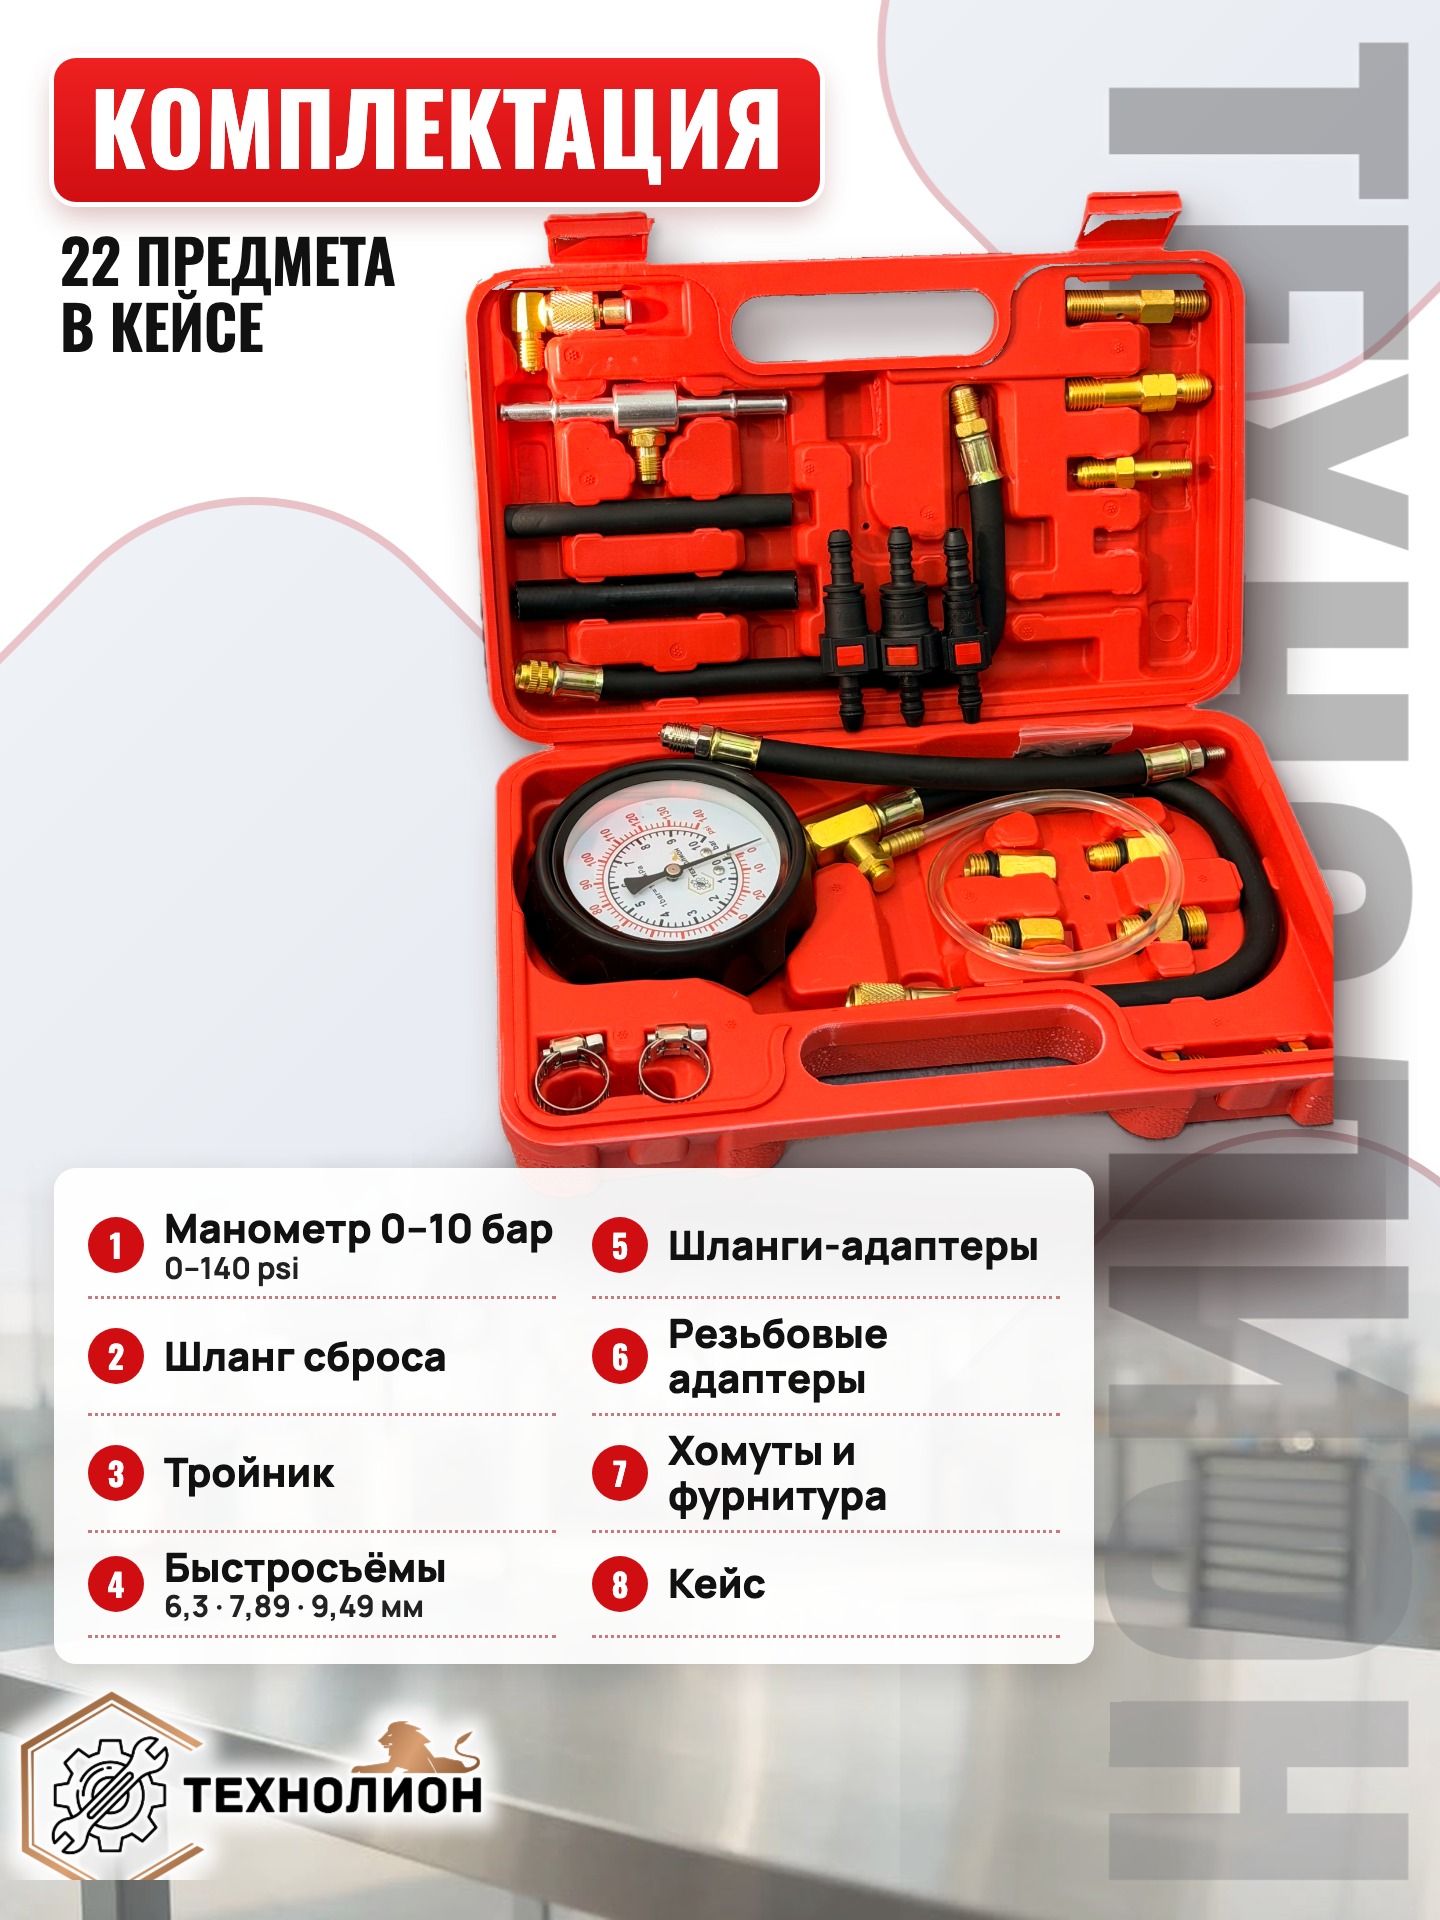 КОМПЛЕКТАЦИЯ
22 ПРЕДМЕТА
В КЕЙСЕ
ТЕХНОЛИОН
1 Манометр 0–10 бар
0–140 psi
2 Шланг сброса
3 Тройник
4 Быстросъёмы
6,3 · 7,89 · 9,49 мм
5 Шланги-адаптеры
6 Резьбовые
адаптеры
7 Хомуты и
фурнитура
8 Кейс
ТЕХНОЛИОН